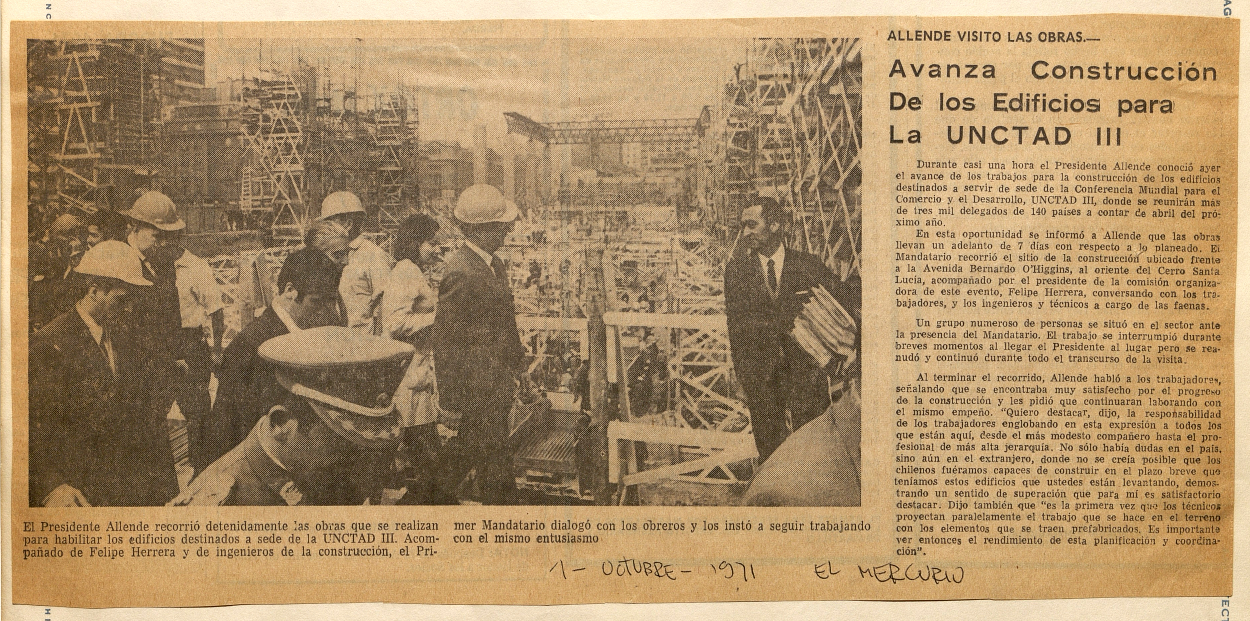 ALLENDE VISITO LAS OBRAS.—
Avanza Construcción
De los Edificios para
La UNCTAD III
Durante casi una hora el Presidente Allende conoció ayer
el avance de los trabajos para la construcción de los edificios
destinados a servir de sede de la Conferencia Mundial para el
Comercio y el Desarrollo, UNCTAD III, donde se reunirán más
de tres mil delegados de 140 países a contar de abril del pró-
ximo año.
En esta oportunidad se informó a Allende que las obras
llevan un adelanto de 7 días con respecto a lo planeado. El
Mandatario recorrió el sitio de la construcción ubicado frente
a la Avenida Bernardo O'Higgins, al oriente del Cerro Santa
Lucía, acompañado por el presidente de la comisión organiza-
dora de este evento, Felipe Herrera, conversando con los tra-
bajadores, y los ingenieros y técnicos a cargo de las faenas.
Un grupo numeroso de personas se situó en el sector ante
la presencia del Mandatario. El trabajo se interrumpió durante
breves momentos al llegar el Presidente al lugar pero se rea-
nudó y continuó durante todo el transcurso de la visita.
Al terminar el recorrido, Allende habló a los trabajadores,
señalando que se encontraba muy satisfecho por el progreso
de la construcción y les pidió que continuaran laborando con
el mismo empeño. "Quiero destacar, dijo, la responsabilidad
de los trabajadores englobando en esta expresión a todos los
que están aquí, desde el más modesto compañero hasta el pro-
fesional de más alta jerarquía. No sólo había dudas en el país,
sino aún en el extranjero, donde no se creía posible que los
chilenos fuéramos capaces de construir en el plazo breve que
teníamos estos edificios que ustedes están levantando, demos-
trando un sentido de superación que para mí es satisfactorio
destacar. Dijo también que "es la primera vez que los técnicos
proyectan paralelamente el trabajo que se hace en el terreno
con los elementos que se traen prefabricados. Es importante
ver entonces el rendimiento de esta planificación y coordina-
ción".
El Presidente Allende recorrió detenidamente las obras que se realizan
para habilitar los edificios destinados a sede de la UNCTAD III. Acom-
pañado de Felipe Herrera y de ingenieros de la construcción, el Pri-
mer Mandatario dialogó con los obreros y los instó a seguir trabajando
con el mismo entusiasmo
1- OCTUBRE- 1971 EL MERCURIO